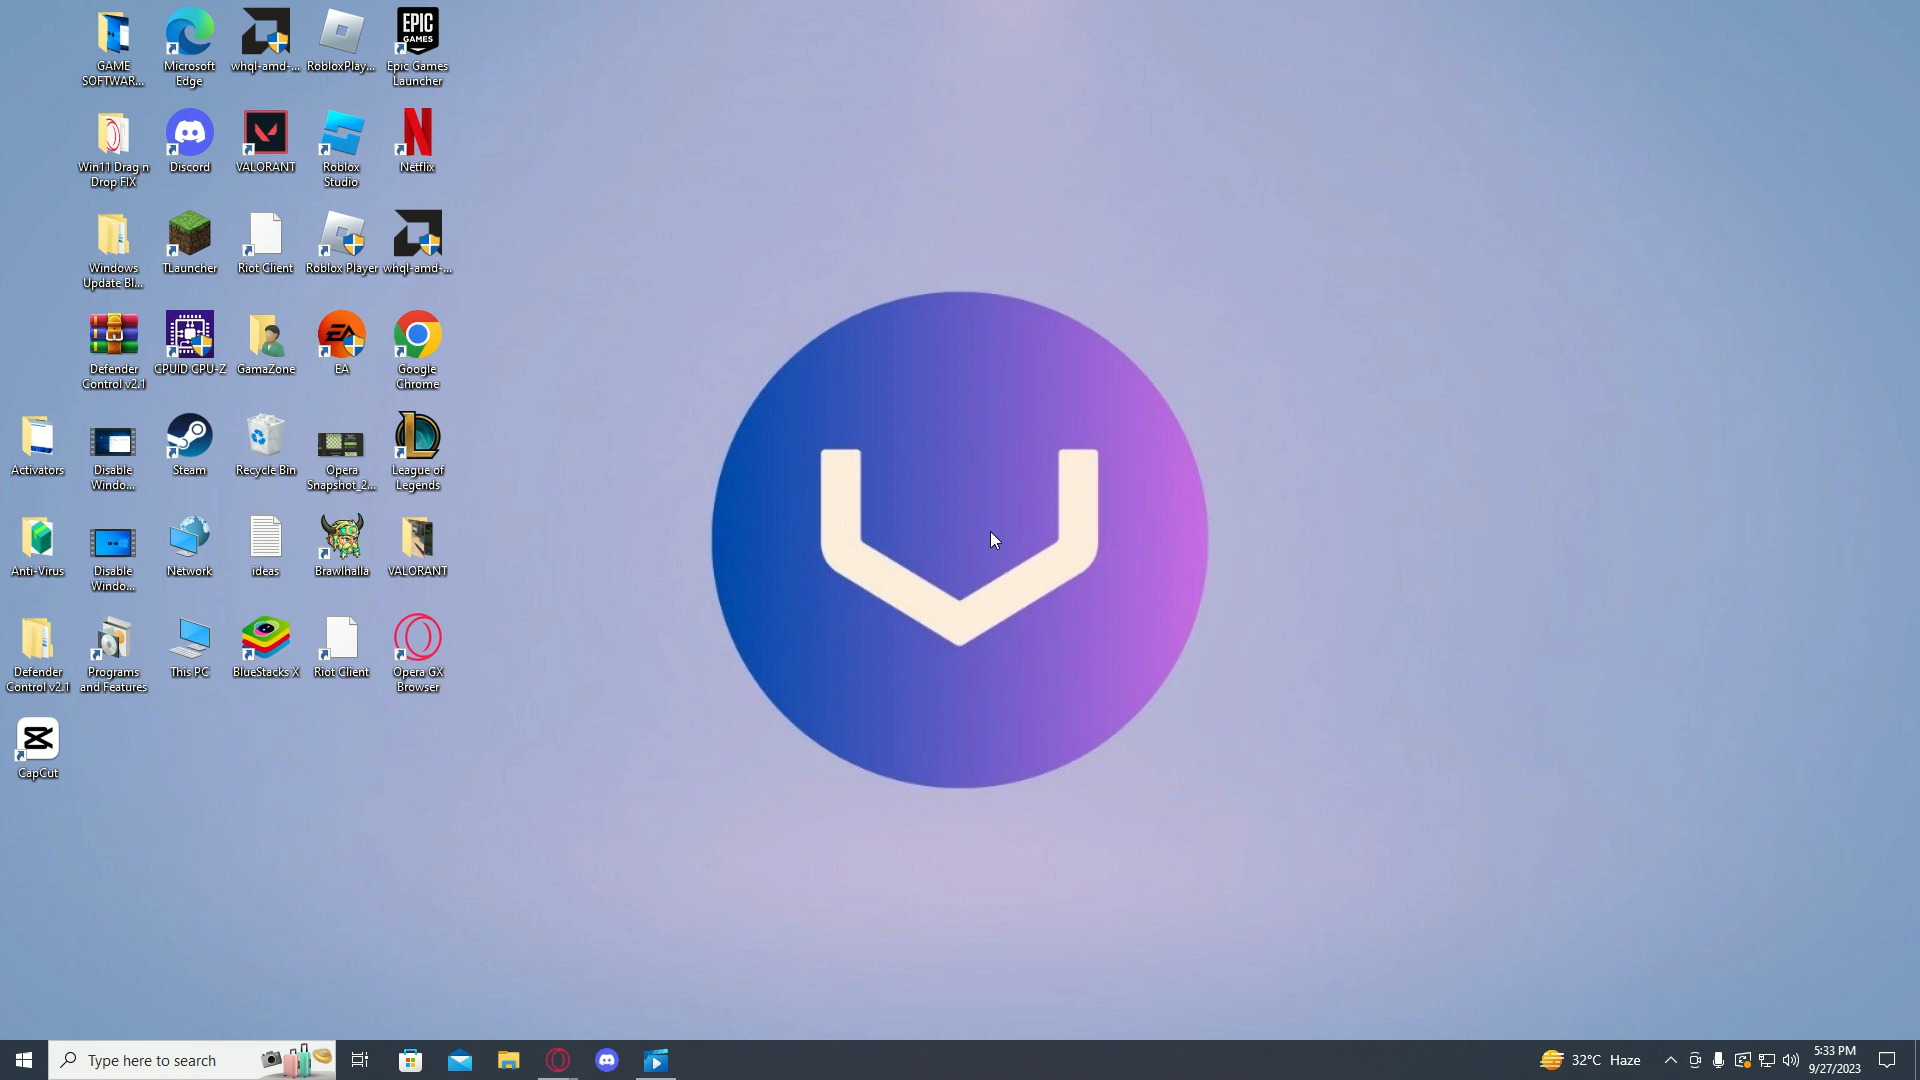 GAME
SOFTWAR...
Microsoft
Edge
whql-amd-...
RobloxPlay...
EPIC
GAMES
Epic Games
Launcher
Win11 Drag n
Drop FIX
Discord
VALORANT
Roblox
Studio
Netflix
Windows
Update Bl...
TLauncher
Riot Client
Roblox Player
whql-amd-...
Defender
Control v2.1
CPUID CPU-Z
GamaZone
EA
EA
Google
Chrome
Activators
Disable
Windo...
Steam
Recycle Bin
Opera
Snapshot_2...
League of
Legends
Anti-Virus
Disable
Windo...
Network
ideas
Brawlhalla
VALORANT
Defender
Control v2.1
Programs
and Features
This PC
BlueStacks X
Riot Client
Opera GX
Browser
CapCut
Type here to search
32°C Haze
5:33 PM
9/27/2023